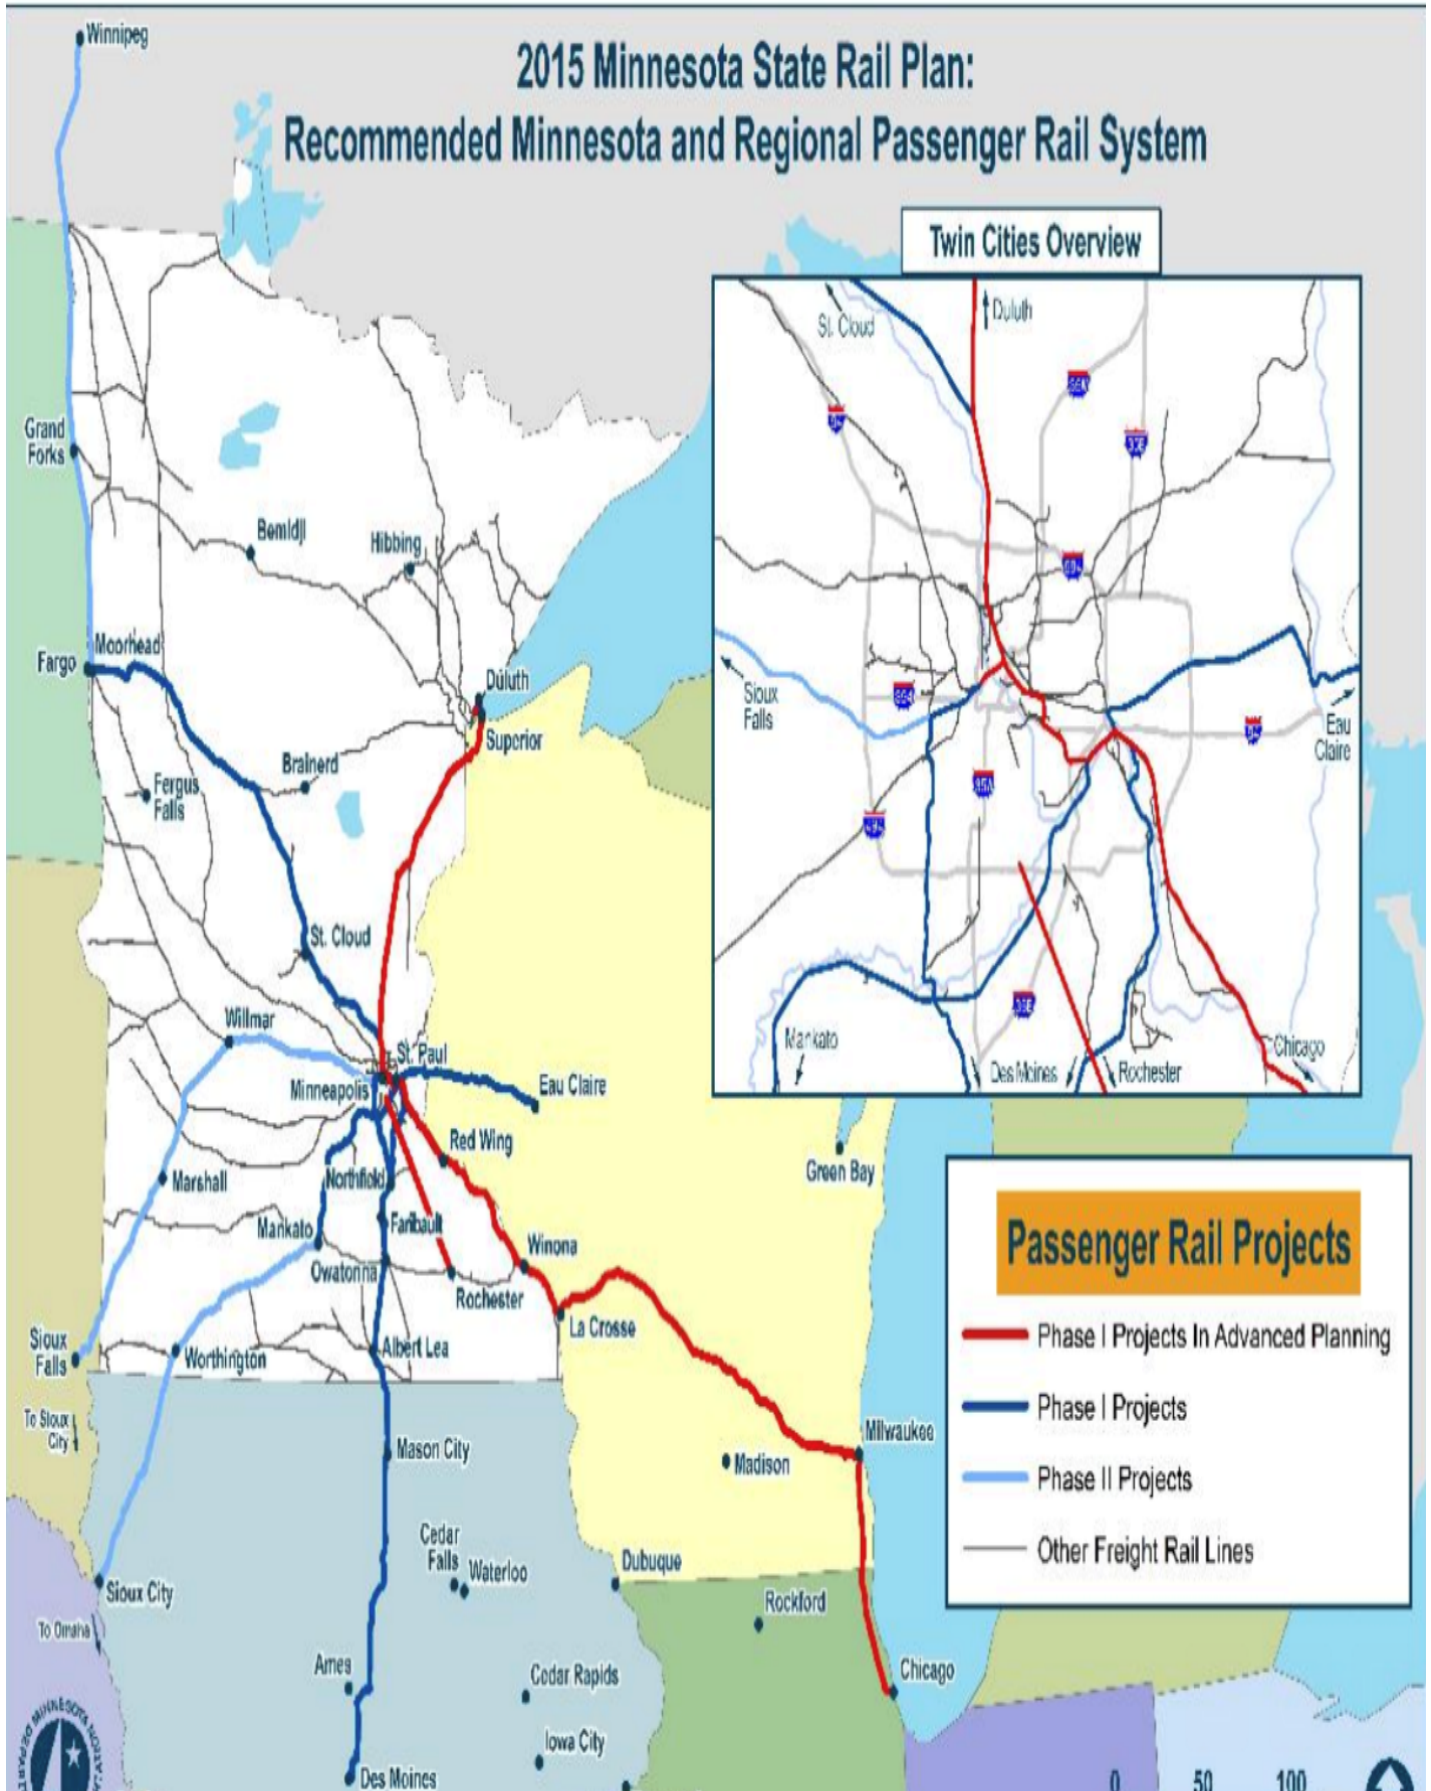 Winnipeg
2015 Minnesota State Rail Plan:
Recommended Minnesota and Regional Passenger Rail System
Twin Cities Overview
St. Cloud
Duluth
Sioux
Falls
Eau
Claire
Mankato
Des Moines
Rochester
Chicago
Grand
Forks
Bemidji
Hibbing
Fargo
Moorhead
Duluth
Superior
Brainerd
Fergus
Falls
St. Cloud
Willmar
St. Paul
Minneapolis
Eau Claire
Red Wing
Green Bay
Marshall
Northfield
Mankato
Faribault
Winona
Owatonna
Rochester
La Crosse
Sioux
Falls
Worthington
Albert Lea
To Sioux
City
Mason City
Milwaukee
Madison
Cedar
Falls
Waterloo
Dubuque
Sioux City
Rockford
To Omaha
Ames
Cedar Rapids
Chicago
Iowa City
Des Moines
Passenger Rail Projects
Phase I Projects In Advanced Planning
Phase I Projects
Phase II Projects
Other Freight Rail Lines
0 50 100